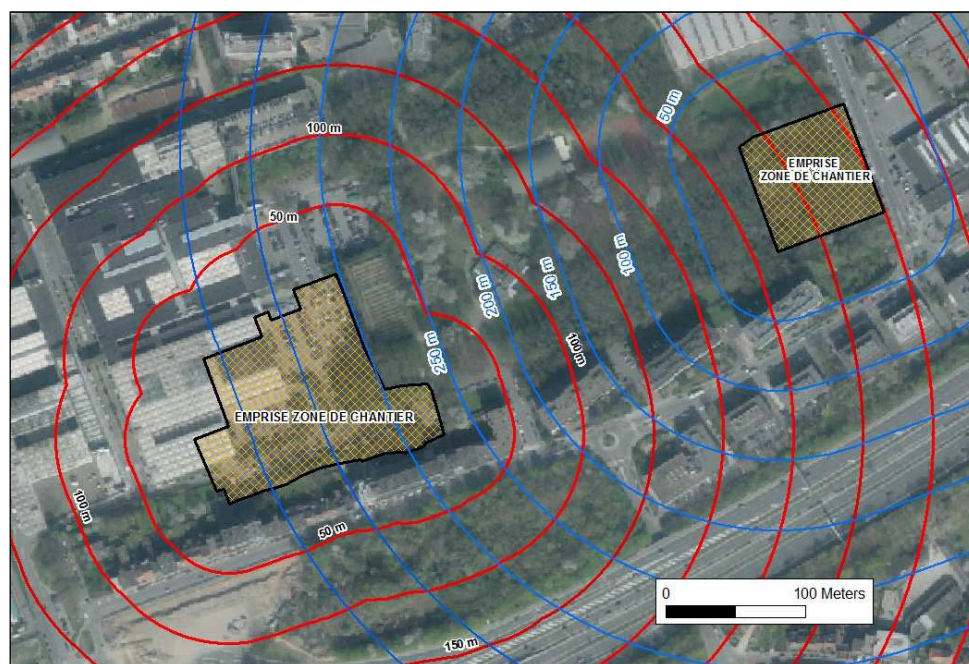 50 m
EMPRISE
ZONE DE CHANTIER
100 m
50 m
100 m
150 m
200 m
250 m
100 m
EMPRISE ZONE DE CHANTIER
100 m
50 m
150 m
0 100 Meters